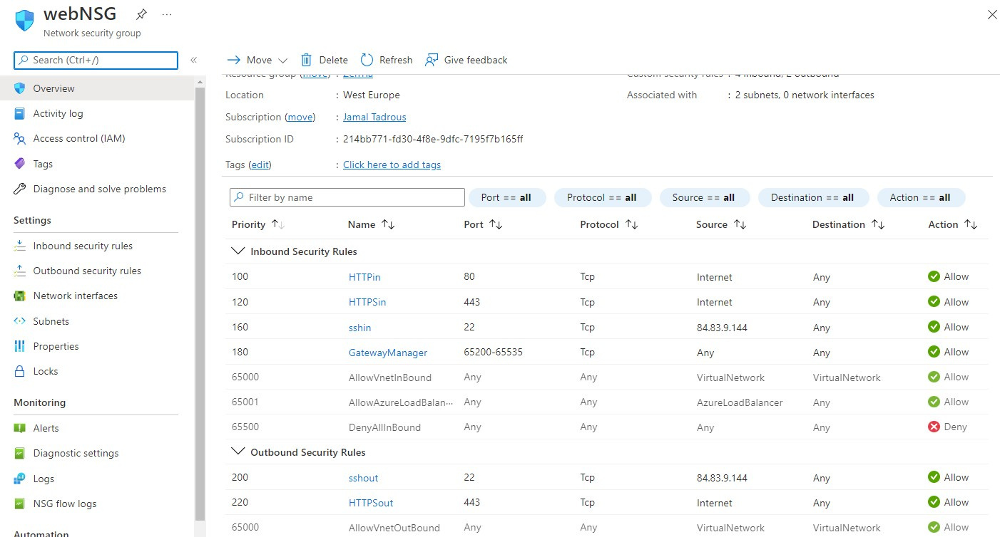 webNSG ...
Network security group
Search (Ctrl+/) «
Move Delete Refresh Give feedback
Resource group (move) : Zerma
Custom security rules : 4 inbound, 2 outbound
Overview
Location : West Europe
Associated with : 2 subnets, 0 network interfaces
Activity log
Subscription (move) : Jamal Tadrous
Access control (IAM)
Subscription ID : 214bb771-fd30-4f8e-9dfc-7195f7b165ff
Tags
Tags (edit) : Click here to add tags
Diagnose and solve problems
Filter by name Port == all Protocol == all Source == all Destination == all Action == all
Settings
Priority Name Port Protocol Source Destination Action
Inbound security rules
Inbound Security Rules
Outbound security rules
100 HTTPin 80 Tcp Internet Any Allow
Network interfaces
120 HTTPSin 443 Tcp Internet Any Allow
Subnets
160 sshin 22 Tcp 84.83.9.144 Any Allow
Properties
180 GatewayManager 65200-65535 Tcp Any Any Allow
Locks
65000 AllowVnetInBound Any Any VirtualNetwork VirtualNetwork Allow
Monitoring
65001 AllowAzureLoadBalan... Any Any AzureLoadBalancer Any Allow
Alerts
65500 DenyAllInBound Any Any Any Any Deny
Diagnostic settings
Outbound Security Rules
Logs
200 sshout 22 Tcp 84.83.9.144 Any Allow
NSG flow logs
220 HTTPSout 443 Tcp Internet Any Allow
Automation
65000 AllowVnetOutBound Any Any VirtualNetwork VirtualNetwork Allow